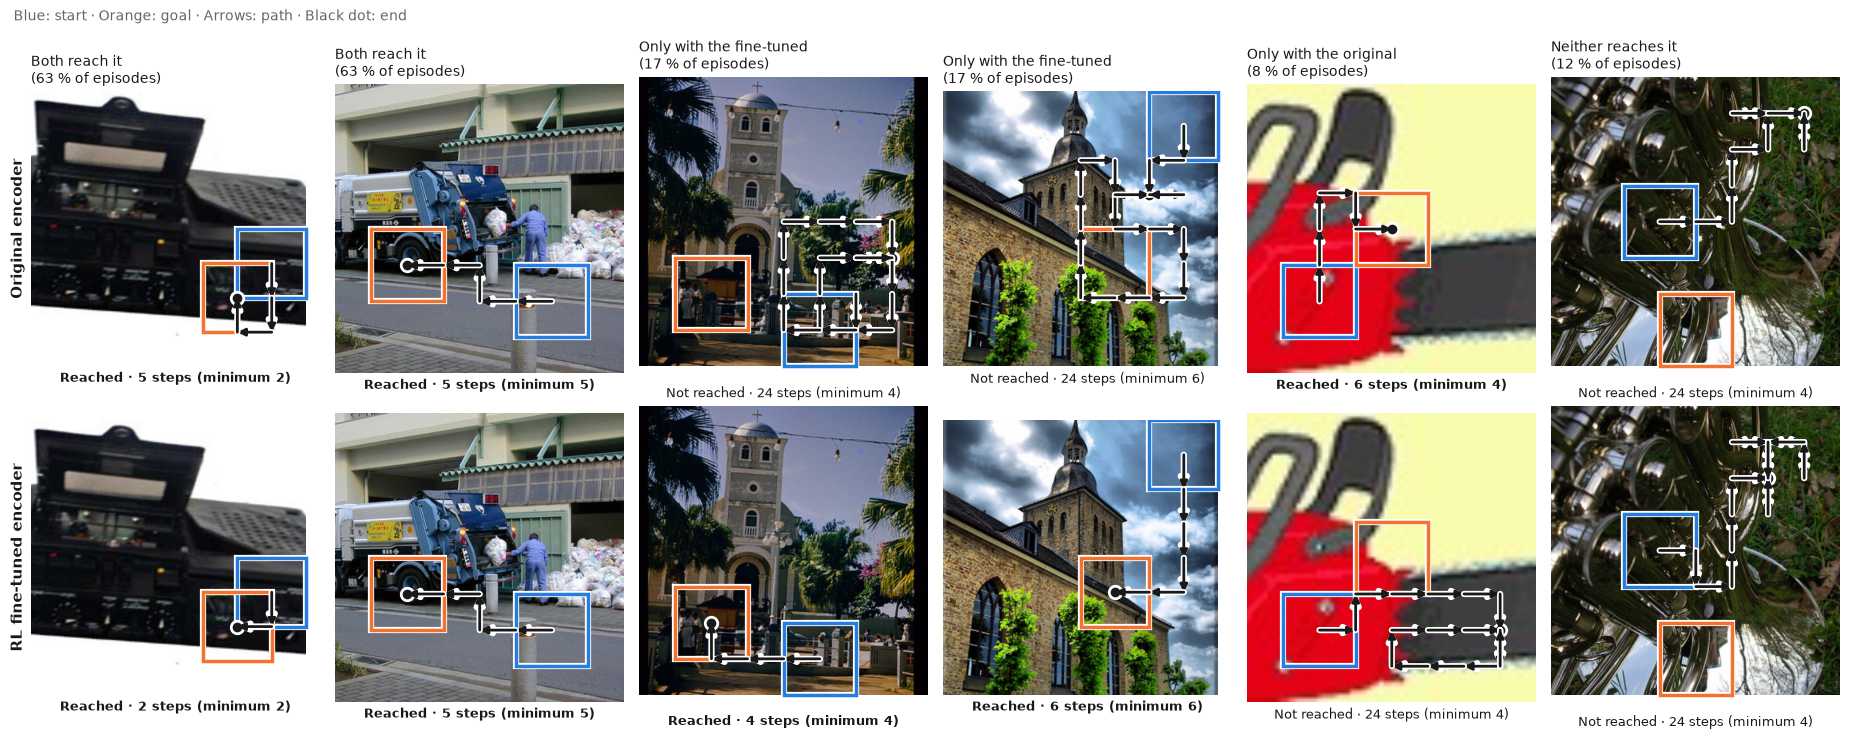 Blue: start · Orange: goal · Arrows: path · Black dot: end
Both reach it
(63 % of episodes)
Both reach it
(63 % of episodes)
Only with the fine-tuned
(17 % of episodes)
Only with the fine-tuned
(17 % of episodes)
Only with the original
(8 % of episodes)
Neither reaches it
(12 % of episodes)
Original encoder
Reached · 5 steps (minimum 2)
Reached · 5 steps (minimum 5)
Not reached · 24 steps (minimum 4)
Not reached · 24 steps (minimum 6)
Reached · 6 steps (minimum 4)
Not reached · 24 steps (minimum 4)
RL fine-tuned encoder
Reached · 2 steps (minimum 2)
Reached · 5 steps (minimum 5)
Reached · 4 steps (minimum 4)
Reached · 6 steps (minimum 6)
Not reached · 24 steps (minimum 4)
Not reached · 24 steps (minimum 4)